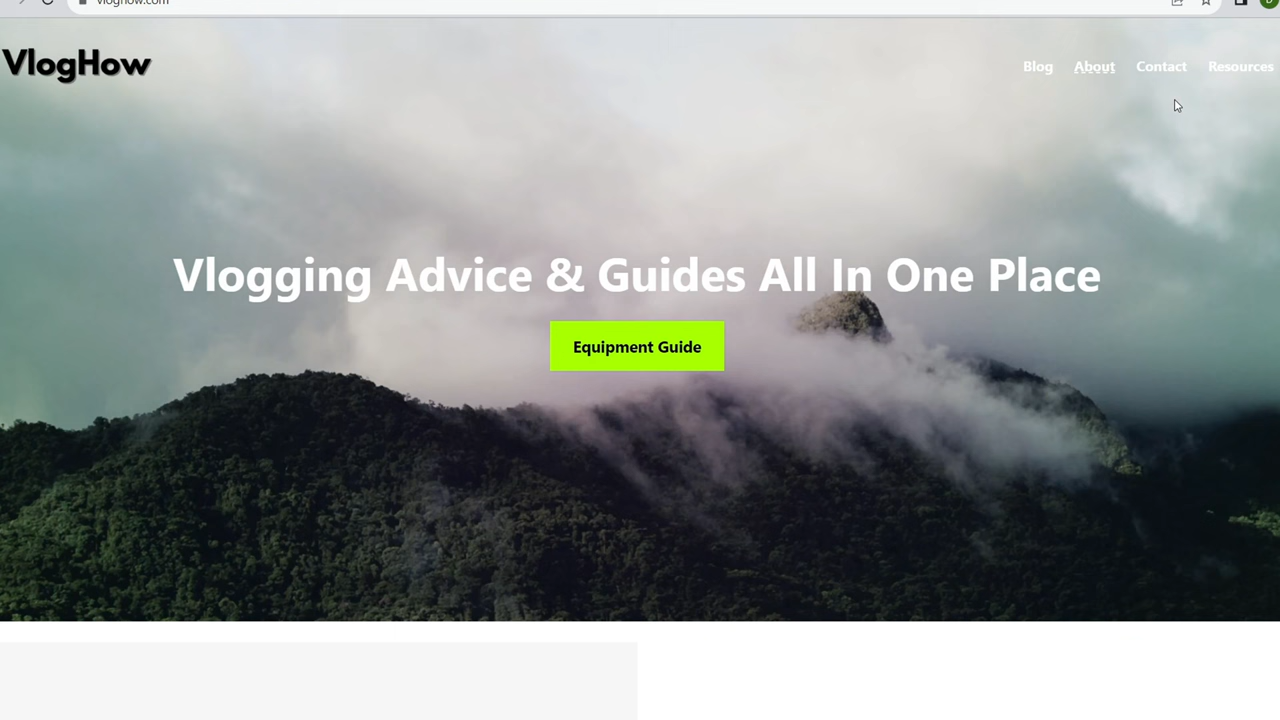 vloghow.com
VlogHow
Blog About Contact Resources
Vlogging Advice & Guides All In One Place
Equipment Guide